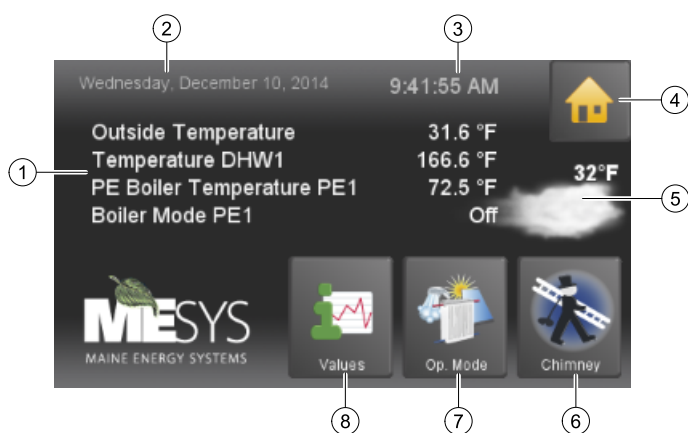 2 3
Wednesday, December 10, 2014 9:41:55 AM
4
Outside Temperature 31.6 °F
Temperature DHW1 166.6 °F
1 PE Boiler Temperature PE1 72.5 °F
32°F
Boiler Mode PE1 Off
5
MESYS
MAINE ENERGY SYSTEMS
Values Op. Mode Chimney
8 7 6